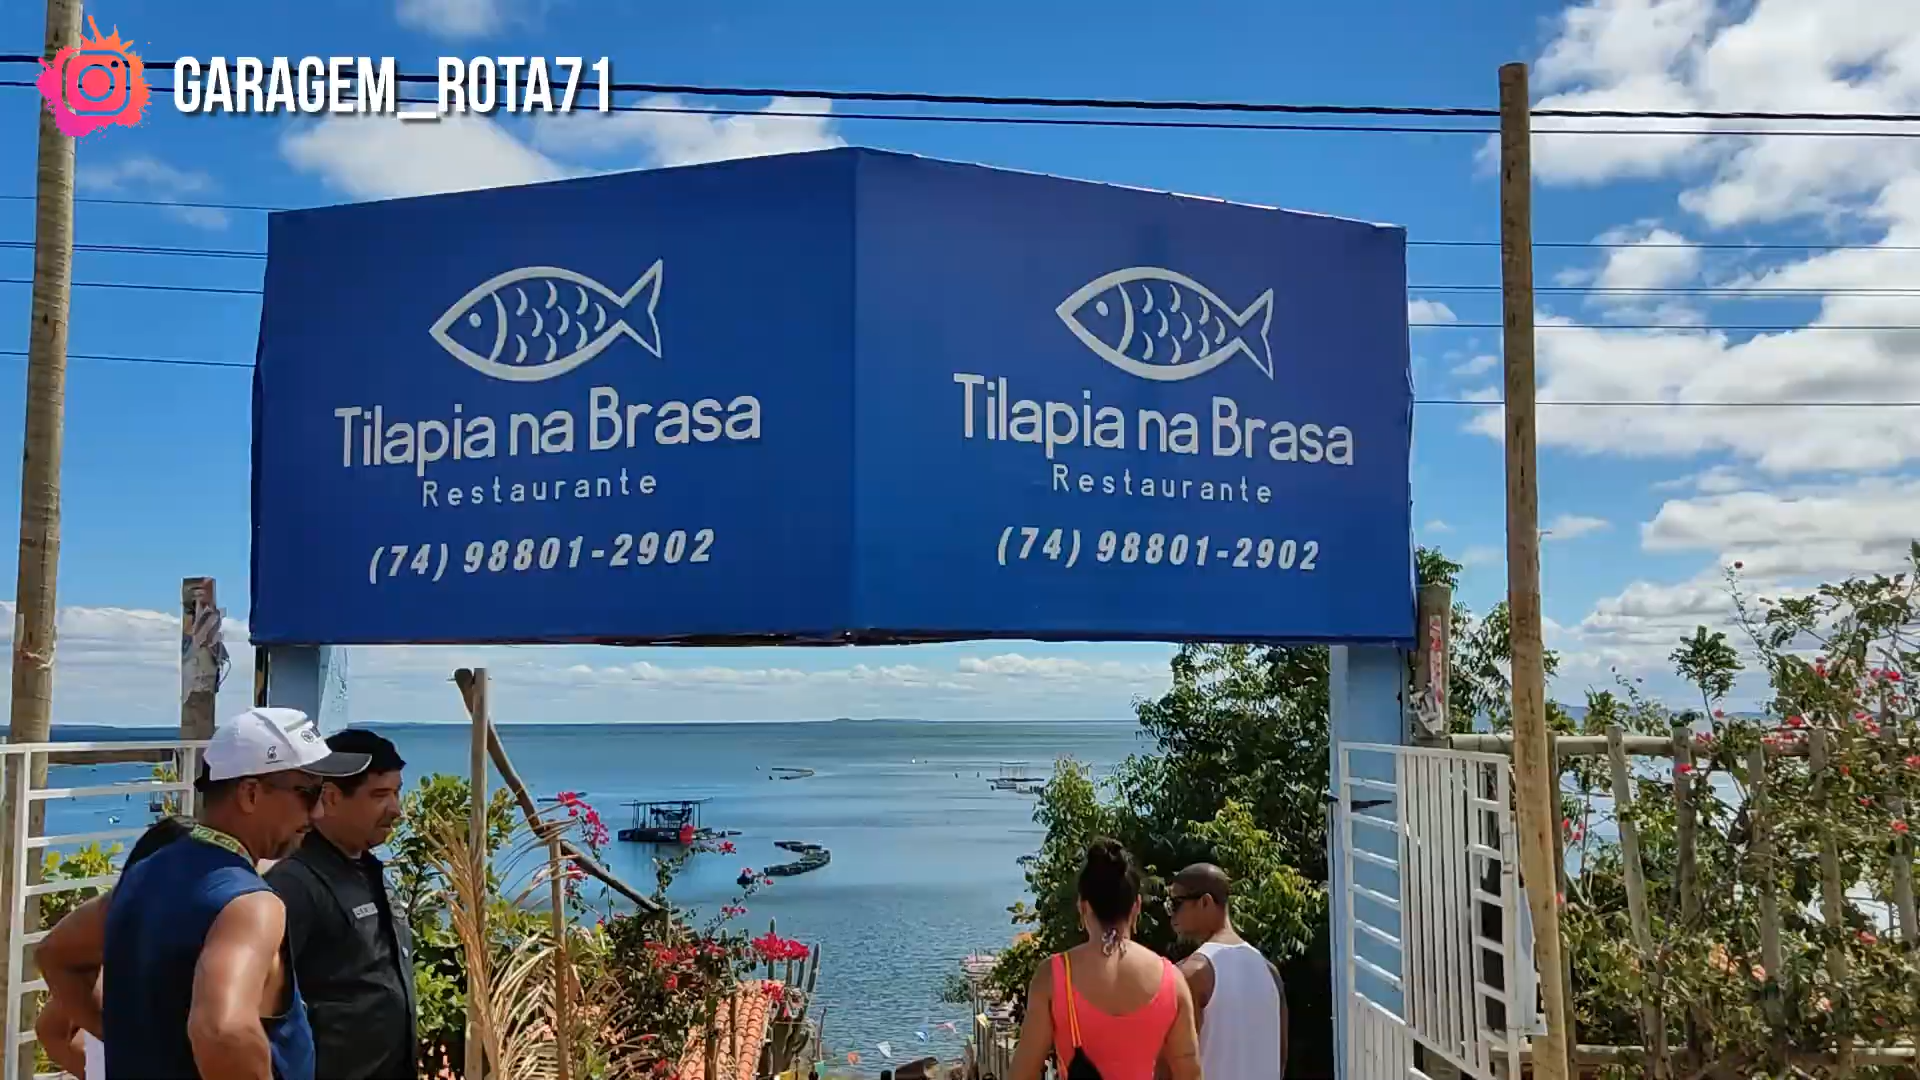 GARAGEM_ROTA71
Tilapia na Brasa
Restaurante
(74) 98801-2902
Tilapia na Brasa
Restaurante
(74) 98801-2902